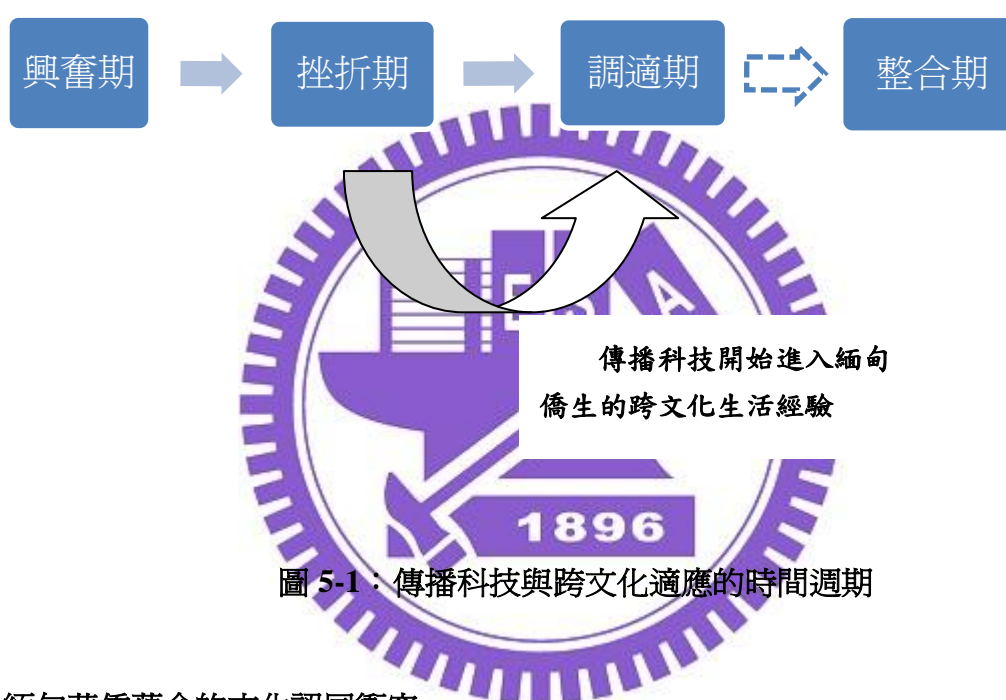 興奮期
挫折期
調適期
整合期
傳播科技開始進入緬甸
僑生的跨文化生活經驗
1896
圖 5-1：傳播科技與跨文化適應的時間週期